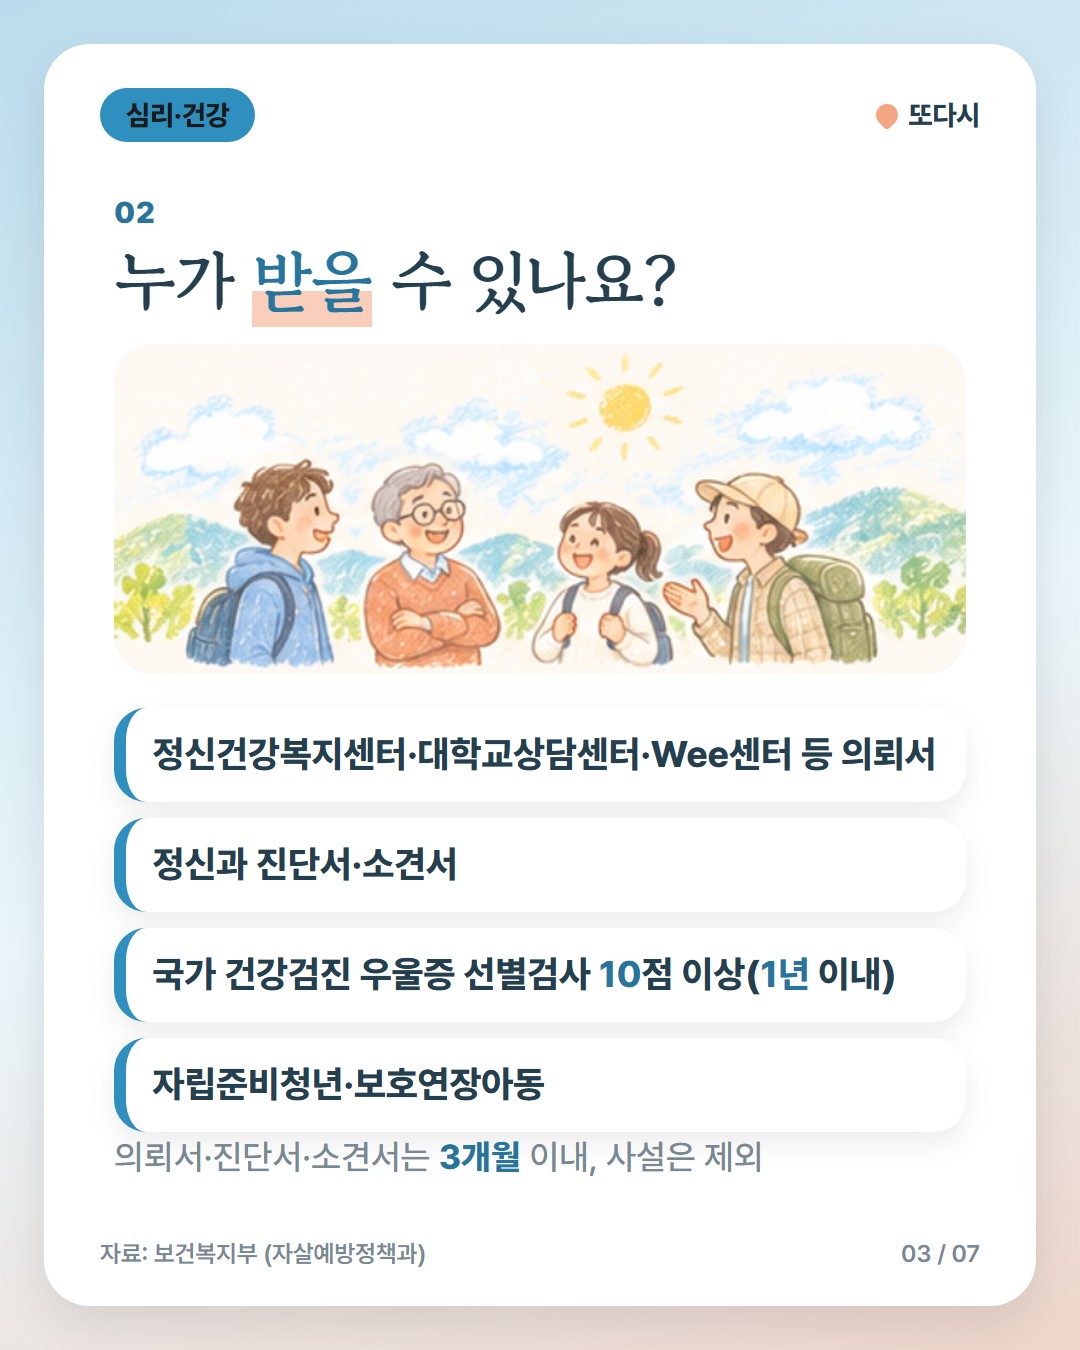 심리·건강
또다시
02
누가 받을 수 있나요?
정신건강복지센터·대학교상담센터·Wee센터 등 의뢰서
정신과 진단서·소견서
국가 건강검진 우울증 선별검사 10점 이상(1년 이내)
자립준비청년·보호연장아동
의뢰서·진단서·소견서는 3개월 이내, 사설은 제외
자료: 보건복지부 (자살예방정책과)
03 / 07